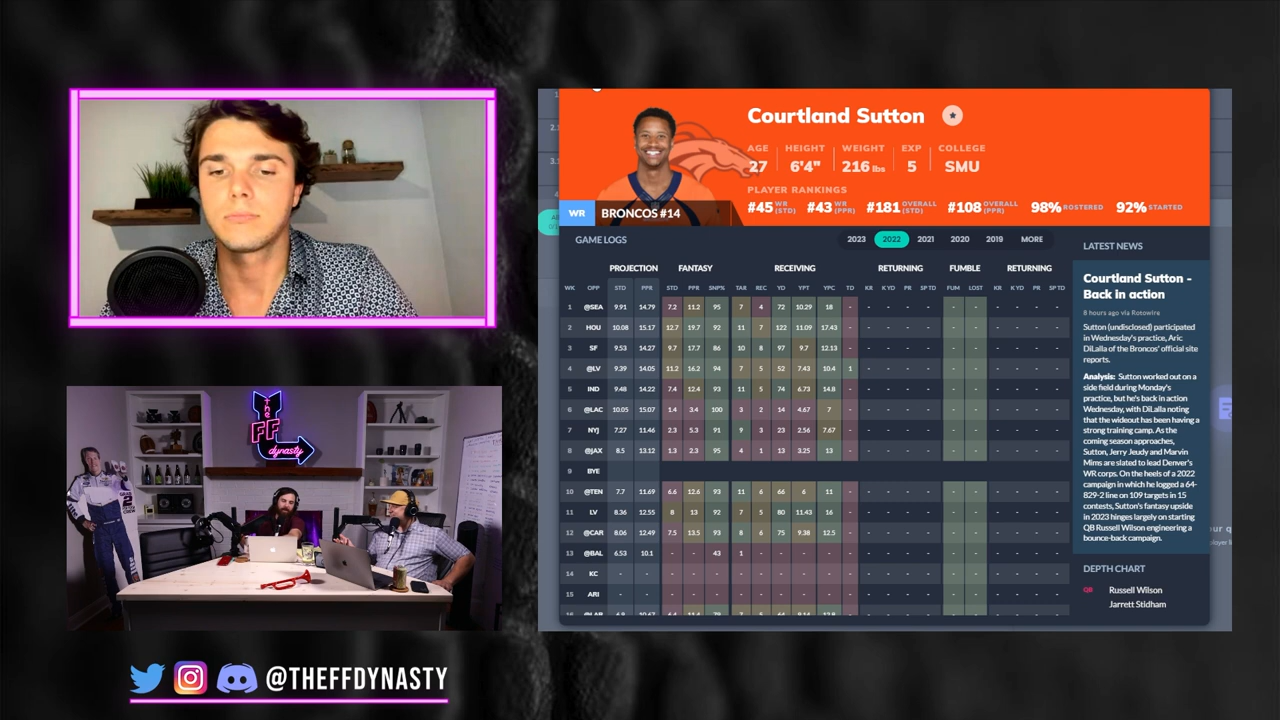 Courtland Sutton
AGE HEIGHT WEIGHT EXP COLLEGE
27 6'4" 216 lbs 5 SMU
PLAYER RANKINGS
#45 WR (STD) #43 WR (PPR) #181 OVERALL (STD) #108 OVERALL (PPR) 98% ROSTERED 92% STARTED
WR BRONCOS #14
GAME LOGS 2023 2022 2021 2020 2019 MORE
PROJECTION FANTASY RECEIVING RETURNING FUMBLE RETURNING
WK OPP STD PPR STD PPR SNP% TAR REC YD YPT YPC TD KR K YD PR SP TD FUM LOST KR K YD PR SP TD
1 @SEA 9.91 14.79 7.2 11.2 95 7 4 72 10.29 18 - - - - - - - - - - -
2 HOU 10.08 15.17 12.7 19.7 92 11 7 122 11.09 17.43 - - - - - - - - - - -
3 SF 9.53 14.27 9.7 17.7 86 10 8 97 9.7 12.13 - - - - - - - - - - -
4 @LV 9.39 14.05 11.2 16.2 94 7 5 52 7.43 10.4 1 - - - - - - - - - -
5 IND 9.48 14.22 7.4 12.4 93 11 5 74 6.73 14.8 - - - - - - - - - - -
6 @LAC 10.05 15.07 1.4 3.4 100 3 2 14 4.67 7 - - - - - - - - - - -
7 NYJ 7.27 11.46 2.3 5.3 91 9 3 23 2.56 7.67 - - - - - - - - - - -
8 @JAX 8.5 13.12 1.3 2.3 95 4 1 13 3.25 13 - - - - - - - - - - -
9 BYE
10 @TEN 7.7 11.69 6.6 12.6 93 11 6 66 6 11 - - - - - - - - - - -
11 LV 8.36 12.55 8 13 92 7 5 80 11.43 16 - - - - - - - - - - -
12 @CAR 8.06 12.49 7.5 13.5 93 8 6 75 9.38 12.5 - - - - - - - - - - -
13 @BAL 6.53 10.1 - - 43 1 - - - - - - - - - - - - - - -
14 KC - - - - - - - - - - - - - - - - - - - - -
15 ARI - - - - - - - - - - - - - - - - - - - - -
LATEST NEWS
Courtland Sutton -
Back in action
8 hours ago via Rotowire
Sutton (undisclosed) participated
in Wednesday's practice, Aric
DiLalla of the Broncos' official site
reports.
Analysis: Sutton worked out on a
side field during Monday's
practice, but he's back in action
Wednesday, with DiLalla noting
that the wideout has been having a
strong training camp. As the
coming season approaches,
Sutton, Jerry Jeudy and Marvin
Mims are slated to lead Denver's
WR corps. On the heels of a 2022
campaign in which he logged a 64-
829-2 line on 109 targets in 15
contests, Sutton's fantasy upside
in 2023 hinges largely on starting
QB Russell Wilson engineering a
bounce-back campaign.
DEPTH CHART
QB Russell Wilson
Jarrett Stidham
the
FF
dynasty
@THEFFDYNASTY